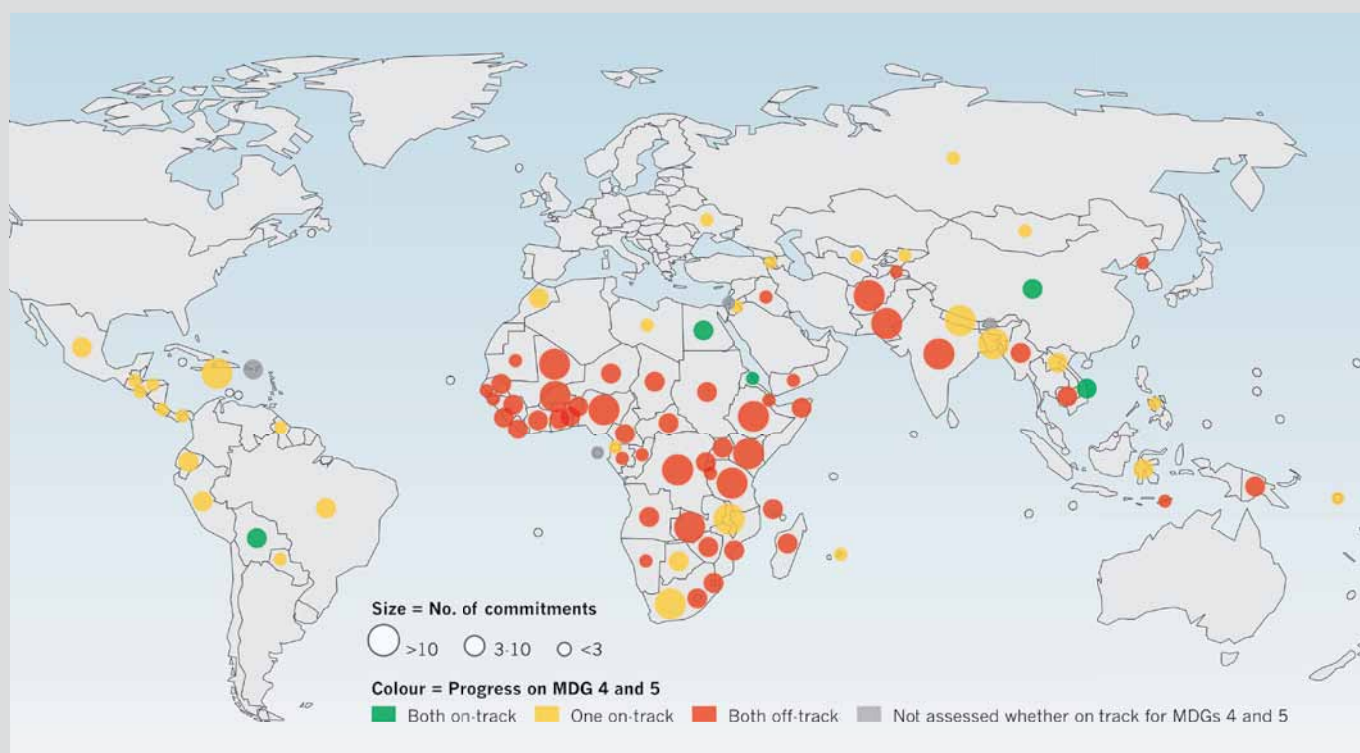 Size = No. of commitments
>10 3-10 <3
Colour = Progress on MDG 4 and 5
Both on-track One on-track Both off-track Not assessed whether on track for MDGs 4 and 5